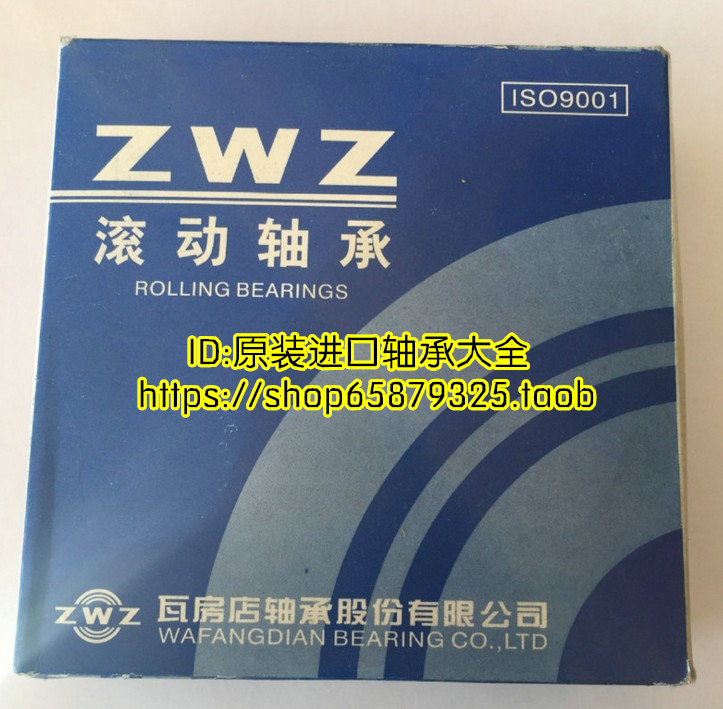 ISO9001
ZWZ
滚动轴承
ROLLING BEARINGS
ID:原装进口轴承大全
https://shop65879325.taob
ZWZ 瓦房店轴承股份有限公司
WAFANGDIAN BEARING CO.,LTD